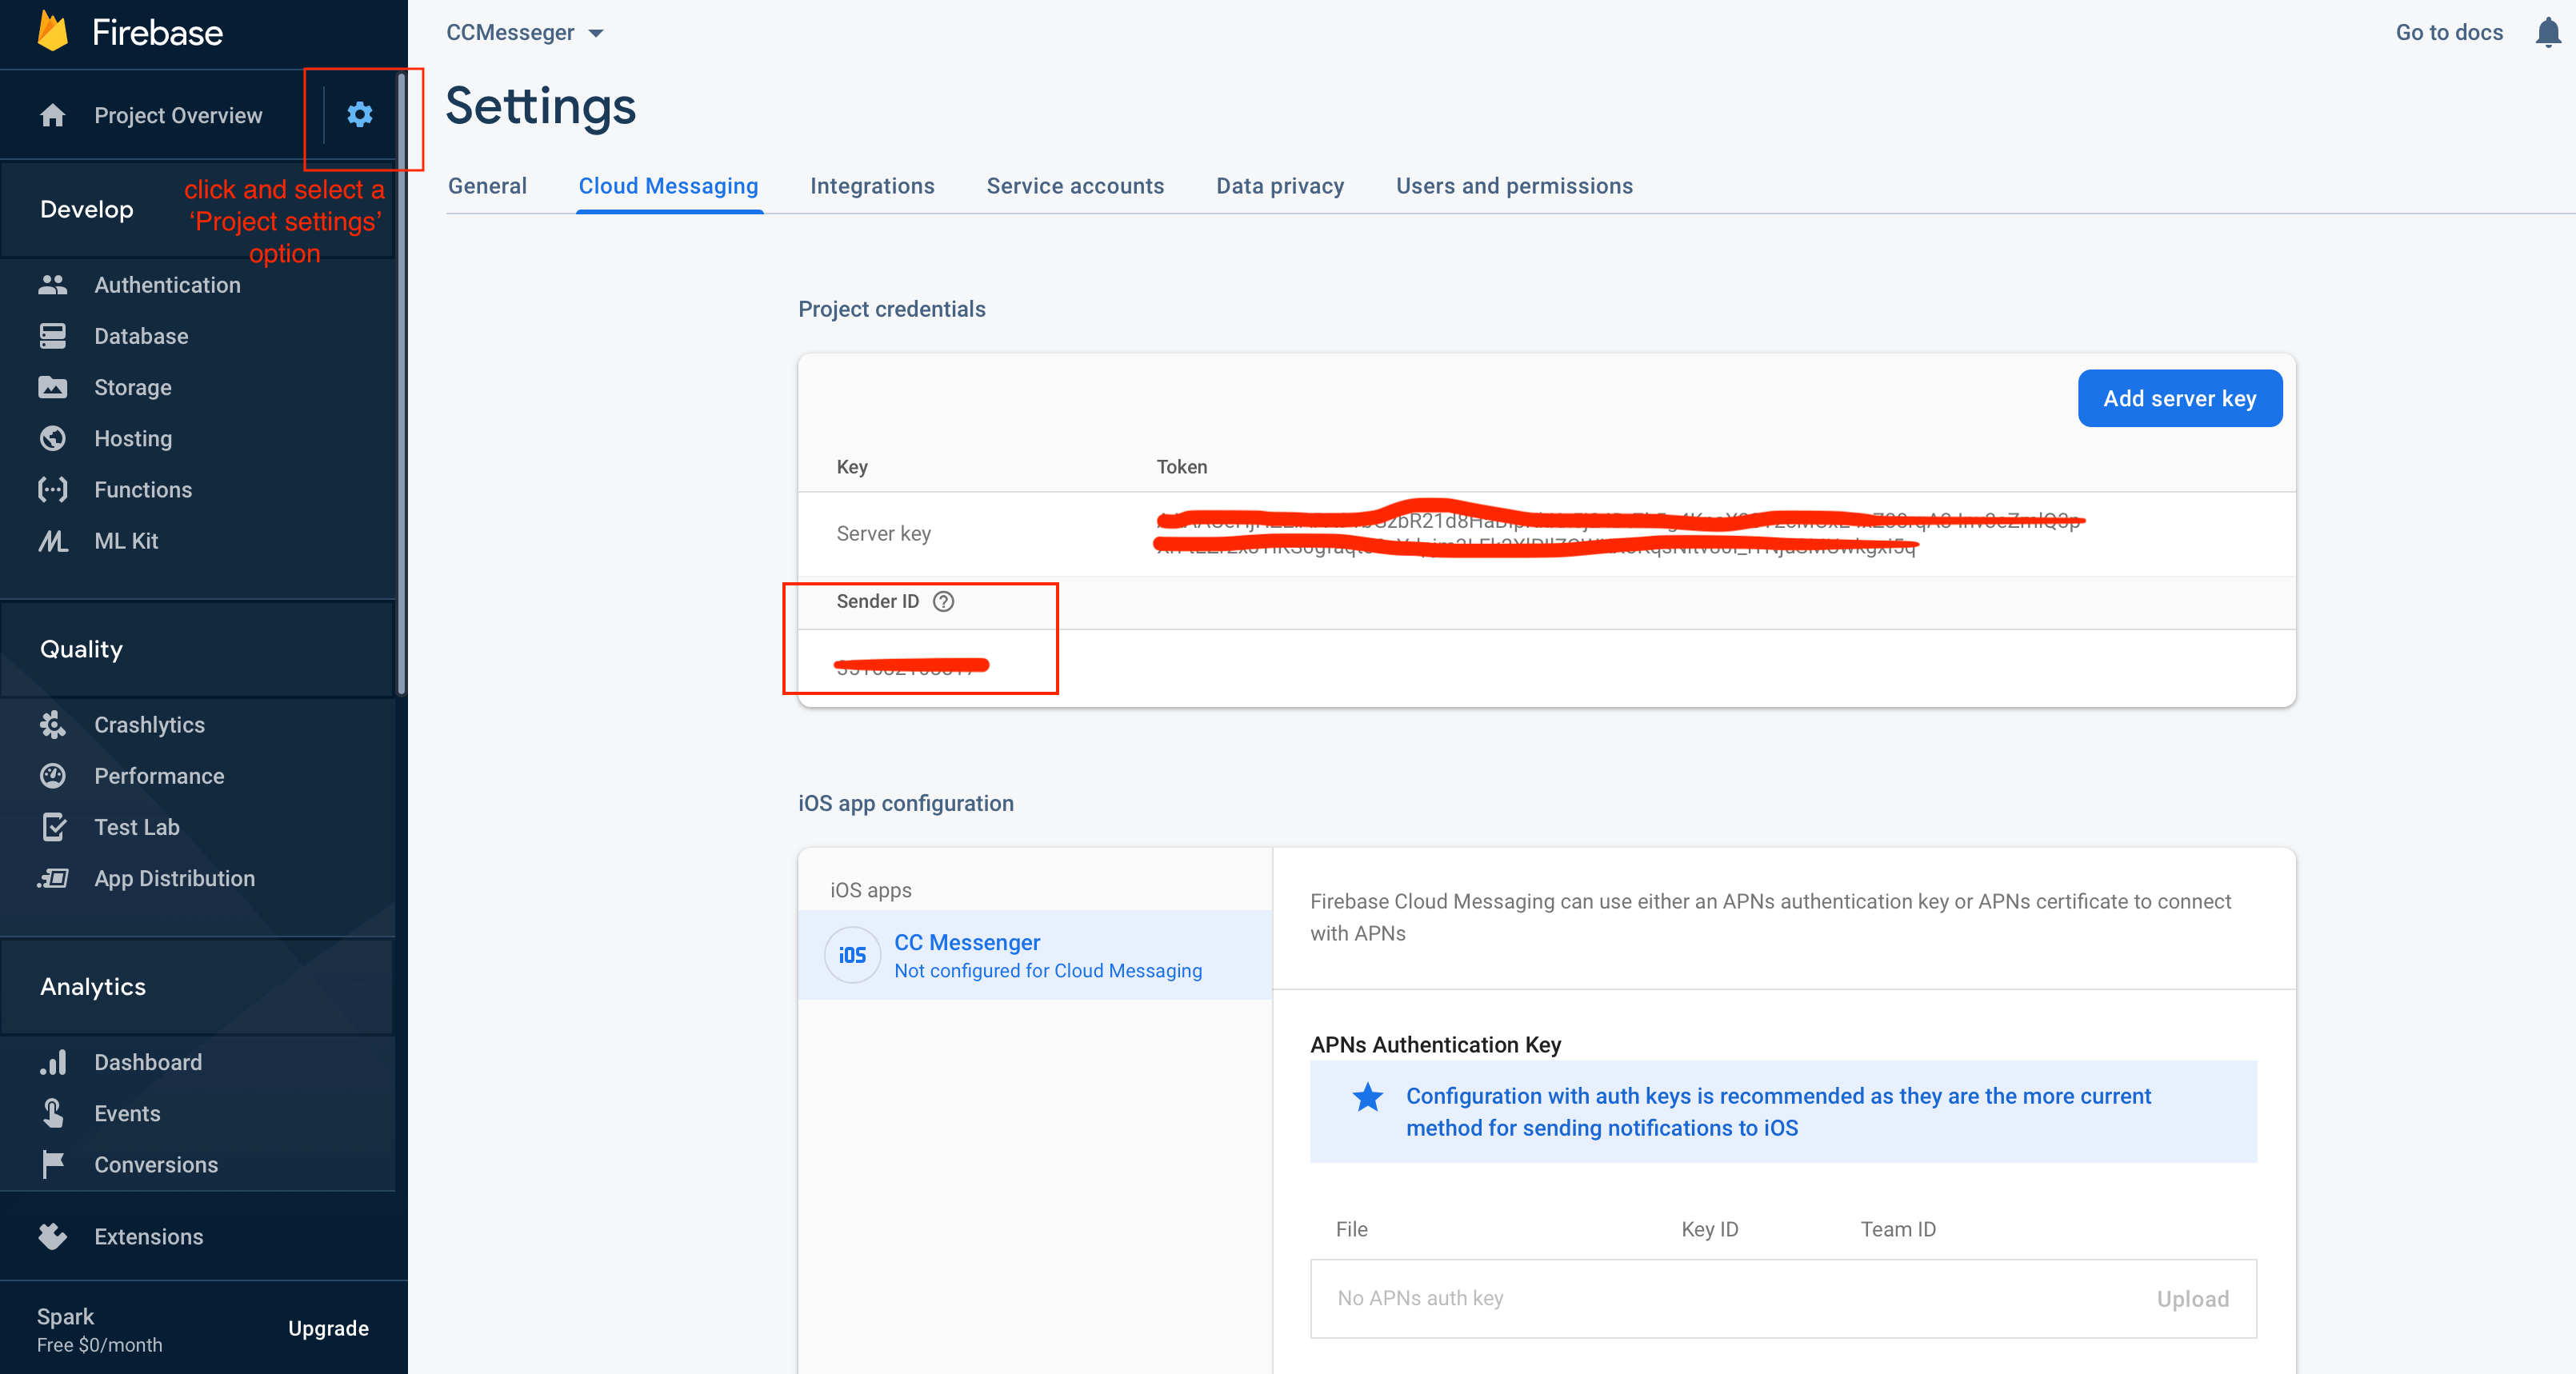 Firebase
CCMesseger
Go to docs
Project Overview
Settings
click and select a
‘Project settings’
option
General
Cloud Messaging
Integrations
Service accounts
Data privacy
Users and permissions
Develop
Authentication
Database
Storage
Hosting
Functions
ML Kit
Quality
Crashlytics
Performance
Test Lab
App Distribution
Analytics
Dashboard
Events
Conversions
Extensions
Spark
Free $0/month
Upgrade
Project credentials
Add server key
Key
Token
Server key
Sender ID
iOS app configuration
iOS apps
iOS
CC Messenger
Not configured for Cloud Messaging
Firebase Cloud Messaging can use either an APNs authentication key or APNs certificate to connect
with APNs
APNs Authentication Key
Configuration with auth keys is recommended as they are the more current
method for sending notifications to iOS
File
Key ID
Team ID
No APNs auth key
Upload